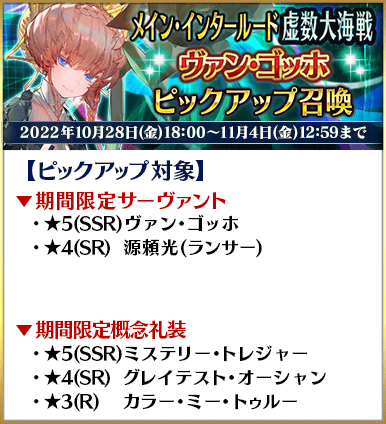 メイン・インタールード 虚数大海戦
ヴァン・ゴッホ
ピックアップ召喚
2022年10月28日(金)18:00～11月4日(金)12:59まで
【ピックアップ対象】
▼期間限定サーヴァント
・★5(SSR)ヴァン・ゴッホ
・★4(SR) 源頼光(ランサー)
▼期間限定概念礼装
・★5(SSR)ミステリー・トレジャー
・★4(SR) グレイテスト・オーシャン
・★3(R) カラー・ミー・トゥルー